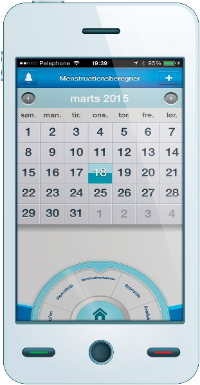 Pelephone 19:39 95%
Menstruationsberegner +
marts 2015
søn. man. tir. ons. tor. fre. lør.
1 2 3 4 5 6 7
8 9 10 11 12 13 14
15 16 17 18 19 20 21
22 23 24 25 26 27 28
29 30 31 1 2 3 4